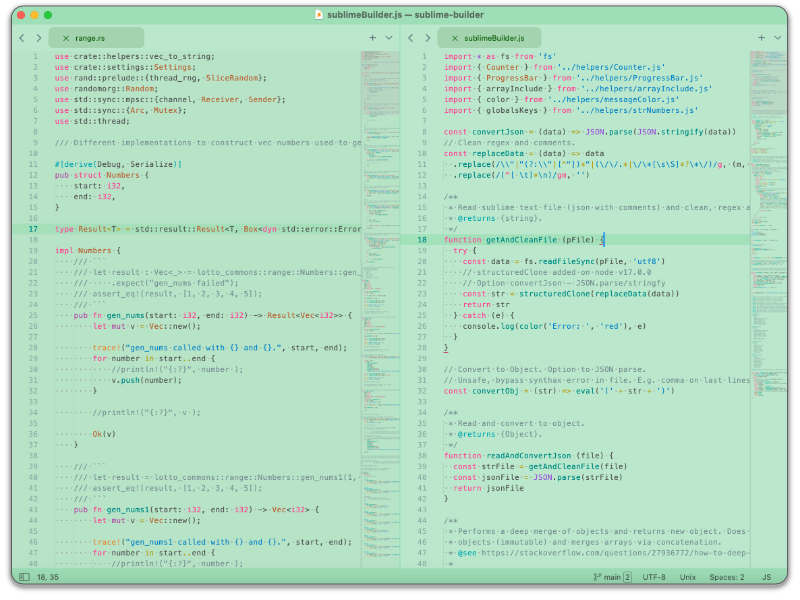 sublimeBuilder.js — sublime-builder
range.rs
1 use crate::helpers::vec_to_string;
2 use crate::settings::Settings;
3 use rand::prelude::{thread_rng, SliceRandom};
4 use randomorg::Random;
5 use std::sync::mpsc::{channel, Receiver, Sender};
6 use std::sync::{Arc, Mutex};
7 use std::thread;
8
9 /// Different implementations to construct vec numbers used to ge
10
11 #[derive(Debug, Serialize)]
12 pub struct Numbers {
13 start: i32,
14 end: i32,
15 }
16
17 type Result<T> = std::result::Result<T, Box<dyn std::error::Error
18
19 impl Numbers {
20 /// ```
21 /// let result : Vec<_> = lotto_commons::range::Numbers::gen_
22 /// .expect("gen_nums failed");
23 /// assert_eq!(result, [1, 2, 3, 4, 5]);
24 /// ```
25 pub fn gen_nums(start: i32, end: i32) -> Result<Vec<i32>> {
26 let mut v = Vec::new();
27
28 trace!("gen_nums called with {} and {}.", start, end);
29 for number in start..end {
30 //println!("{:?}", number );
31 v.push(number);
32 }
33
34 //println!("{:?}", v );
35
36 Ok(v)
37 }
38
39 /// ```
40 /// let result = lotto_commons::range::Numbers::gen_nums1(1,
41 /// assert_eq!(result, [1, 2, 3, 4, 5]);
42 /// ```
43 pub fn gen_nums1(start: i32, end: i32) -> Vec<i32> {
44 let mut v = Vec::new();
45
46 trace!("gen_nums1 called with {} and {}.", start, end);
47 for number in start..end {
48 //println!("{:?}", number );
sublimeBuilder.js
1 import * as fs from 'fs'
2 import { Counter } from '../helpers/Counter.js'
3 import { ProgressBar } from '../helpers/ProgressBar.js'
4 import { arrayInclude } from '../helpers/arrayInclude.js'
5 import { color } from '../helpers/messageColor.js'
6 import { globalsKeys } from '../helpers/strNumbers.js'
7
8 const convertJson = (data) => JSON.parse(JSON.stringify(data))
9 // Clean regex and comments.
10 const replaceData = (data) => data
11 .replace(/\\"|"(?:\\"|[^"])*"|(\/\/.*|\/\*[\s\S]*?\*\/)/g, (m,
12 .replace(/(^[ \t]*\n)/gm, '')
13
14 /**
15 * Read sublime text file (json with comments) and clean, regex a
16 * @returns {string}.
17 */
18 function getAndCleanFile (pFile) {
19 try {
20 const data = fs.readFileSync(pFile, 'utf8')
21 // structuredClone added on node v17.0.0
22 // Option convertJson - JSON.parse/stringfy
23 const str = structuredClone(replaceData(data))
24 return str
25 } catch (e) {
26 console.log(color('Error: ', 'red'), e)
27 }
28 }
29
30 // Convert to Object. Option to JSON.parse.
31 // Unsafe, bypass synthax error in file. E.g. comma on last lines
32 const convertObj = (str) => eval('(' + str + ')')
33
34 /**
35 * Read and convert to object.
36 * @returns {Object}.
37 */
38 function readAndConvertJson (file) {
39 const strFile = getAndCleanFile(file)
40 const jsonFile = JSON.parse(strFile)
41 return jsonFile
42 }
43
44 /**
45 * Performs a deep merge of objects and returns new object. Does
46 * objects (immutable) and merges arrays via concatenation.
47 * @see https://stackoverflow.com/questions/27936772/how-to-deep-
48 *
18, 35
main 2 UTF-8 Unix Spaces: 2 JS